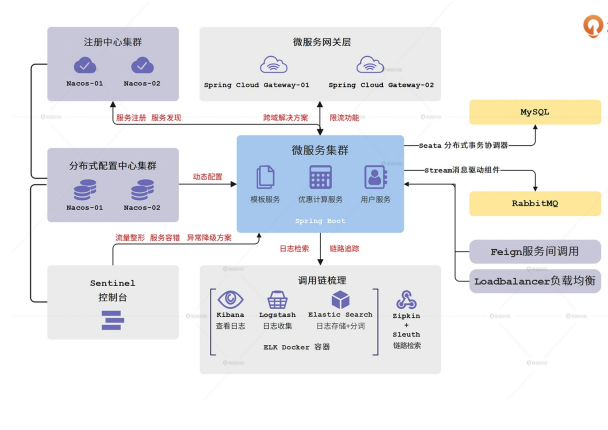 注册中心集群
Nacos-01 Nacos-02
微服务网关层
Spring Cloud Gateway-01 Spring Cloud Gateway-02
服务注册 服务发现
跨域解决方案 限流功能
MySQL
微服务集群
模板服务 优惠计算服务 用户服务
Spring Boot
Seata 分布式事务协调器
Stream消息驱动组件
RabbitMQ
分布式配置中心集群
Nacos-01 Nacos-02
动态配置
流量整形 服务容错 异常降级方案
日志检索 链路追踪
Feign服务间调用
Loadbalancer负载均衡
Sentinel
控制台
调用链梳理
Kibana
查看日志
Logstash
日志收集
Elastic Search
日志存储+分词
ELK Docker 容器
Zipkin
+
Sleuth
链路检索